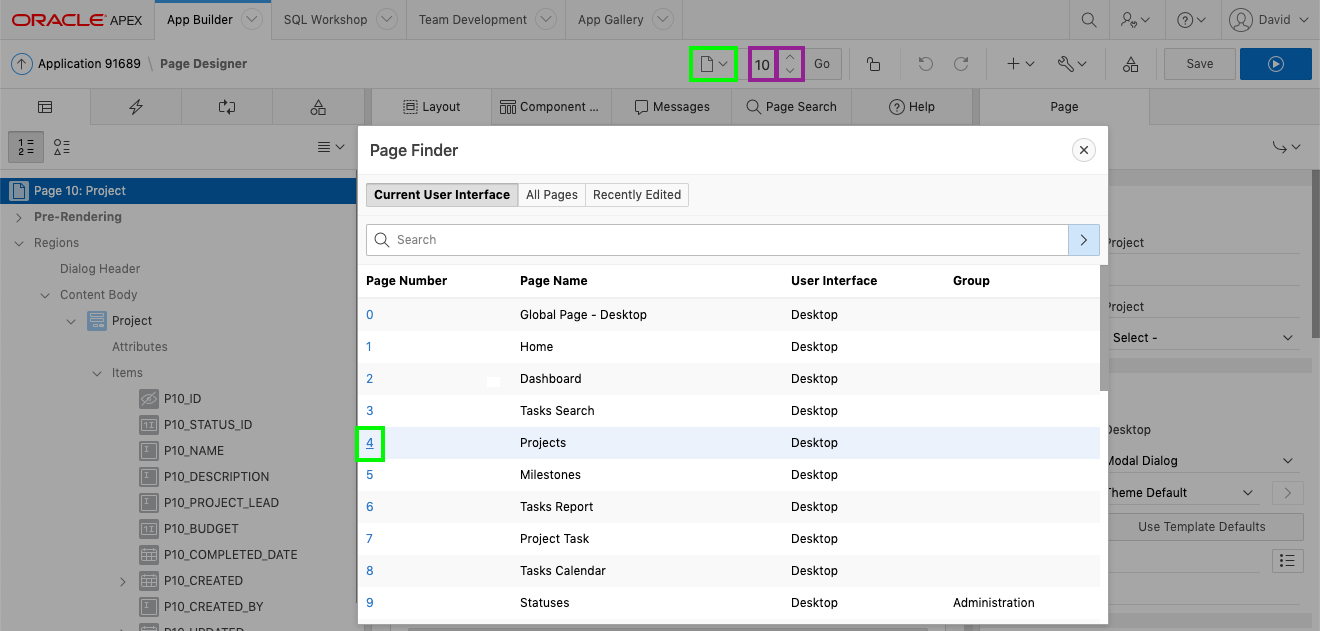 ORACLE APEX App Builder SQL Workshop Team Development App Gallery David
Application 91689 \ Page Designer 10 Go Save
Layout Component ... Messages Page Search Help Page
Page Finder
Current User Interface All Pages Recently Edited
Search
Page Number Page Name User Interface Group
0 Global Page - Desktop Desktop
1 Home Desktop
2 Dashboard Desktop
3 Tasks Search Desktop
4 Projects Desktop
5 Milestones Desktop
6 Tasks Report Desktop
7 Project Task Desktop
8 Tasks Calendar Desktop
9 Statuses Desktop Administration
Page 10: Project
Pre-Rendering
Regions
Dialog Header
Content Body
Project
Attributes
Items
P10_ID
P10_STATUS_ID
P10_NAME
P10_DESCRIPTION
P10_PROJECT_LEAD
P10_BUDGET
P10_COMPLETED_DATE
P10_CREATED
P10_CREATED_BY
P10_UPDATED
Project
Project
Select -
Desktop
Modal Dialog
Theme Default
Use Template Defaults